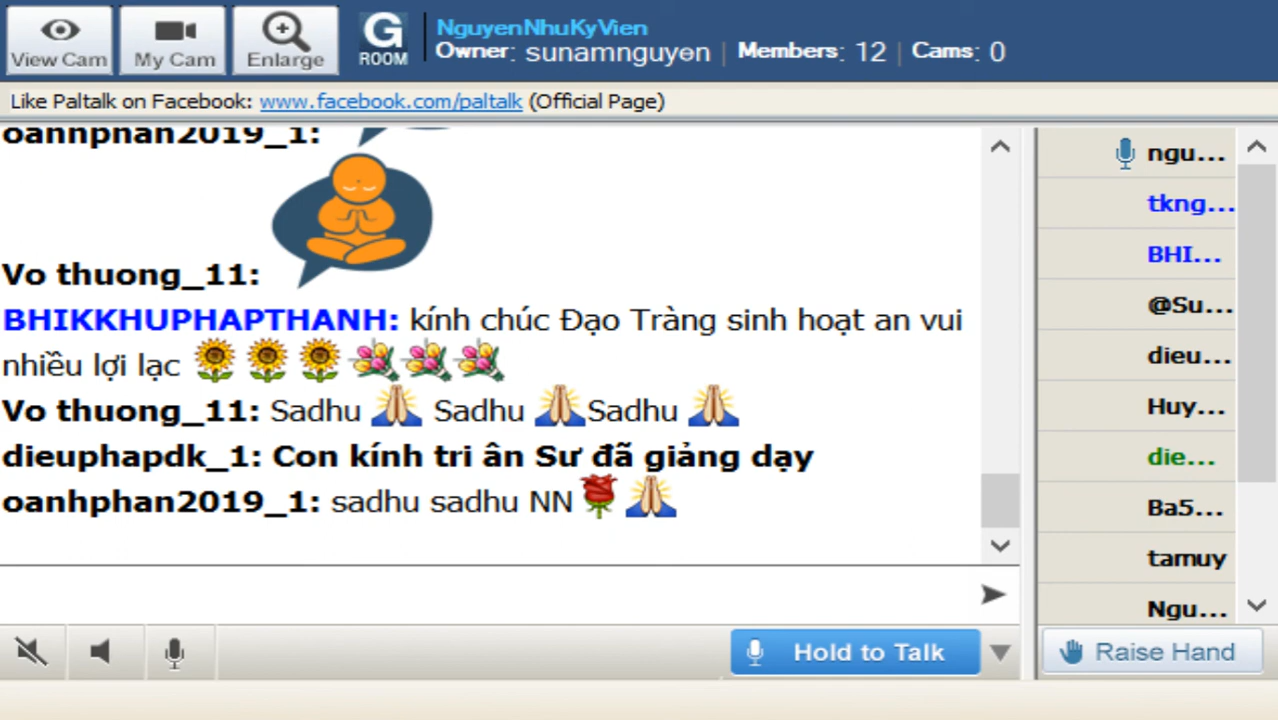 View Cam
My Cam
Enlarge
G
ROOM
NguyenNhuKyVien
Owner: sunamnguyen | Members: 12 | Cams: 0
Like Paltalk on Facebook: www.facebook.com/paltalk (Official Page)
oanhphan2019_1:
Vo thuong_11:
BHIKKHUPHAPTHANH: kính chúc Đạo Tràng sinh hoạt an vui
nhiều lợi lạc
Vo thuong_11: Sadhu Sadhu Sadhu
dieuphapdk_1: Con kính tri ân Sư đã giảng dạy
oanhphan2019_1: sadhu sadhu NN
ngu...
tkng...
BHI...
@Su...
dieu...
Huy...
die...
Ba5...
tamuy
Ngu...
Hold to Talk
Raise Hand